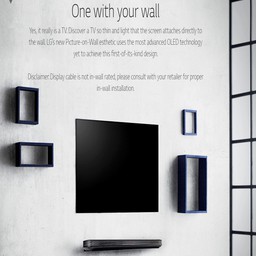 One with your wall
Yes, it really is a TV. Discover a TV so thin and light that the screen attaches directly to
the wall. LG's new Picture-on-Wall esthetic uses the most advanced OLED technology
yet to achieve this first-of-its-kind design.
Disclaimer: Display cable is not in-wall rated, please consult with your retailer for proper
in-wall installation.